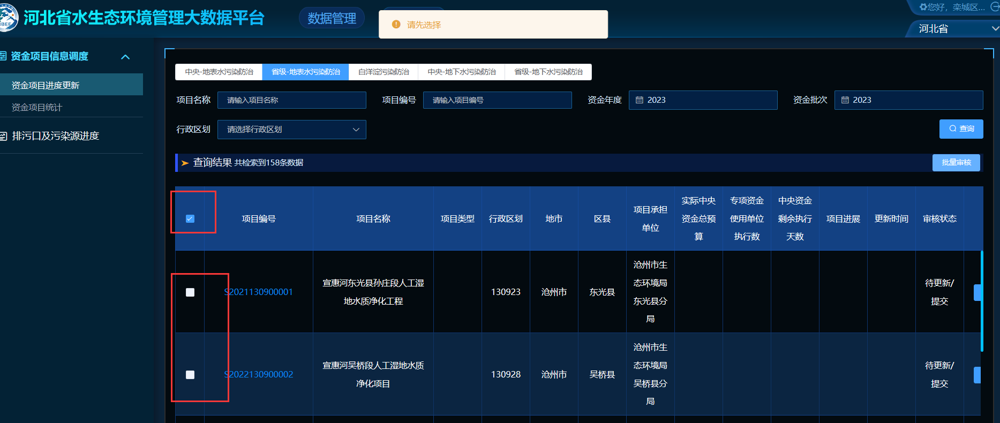 河北省水生态环境管理大数据平台
数据管理
请先选择
您好，栾城区...
河北省
资金项目信息调度
资金项目进度更新
资金项目统计
排污口及污染源进度
中央-地表水污染防治
省级-地表水污染防治
白洋淀污染防治
中央-地下水污染防治
省级-地下水污染防治
项目名称 请输入项目名称
项目编号 请输入项目编号
资金年度 2023
资金批次 2023
行政区划 请选择行政区划
查询
查询结果 共检索到158条数据
批量审核
项目编号
项目名称
项目类型
行政区划
地市
区县
项目承担
单位
实际中央
资金总预
算
专项资金
使用单位
执行数
中央资金
剩余执行
天数
项目进展
更新时间
审核状态
S2021130900001
宣惠河东光县孙庄段人工湿
地水质净化工程
130923
沧州市
东光县
沧州市生
态环境局
东光县分
局
待更新/
提交
S2022130900002
宣惠河吴桥段人工湿地水质
净化项目
130928
沧州市
吴桥县
沧州市生
态环境局
吴桥县分
局
待更新/
提交